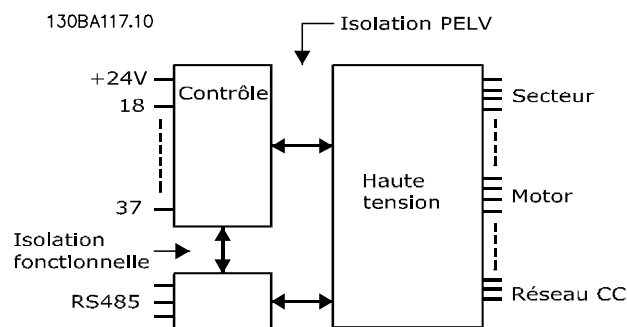 130BA117.10
Isolation PELV
+24V
Contrôle
18
Secteur
Haute
tension
Motor
37
Isolation
fonctionnelle
RS485
Réseau CC